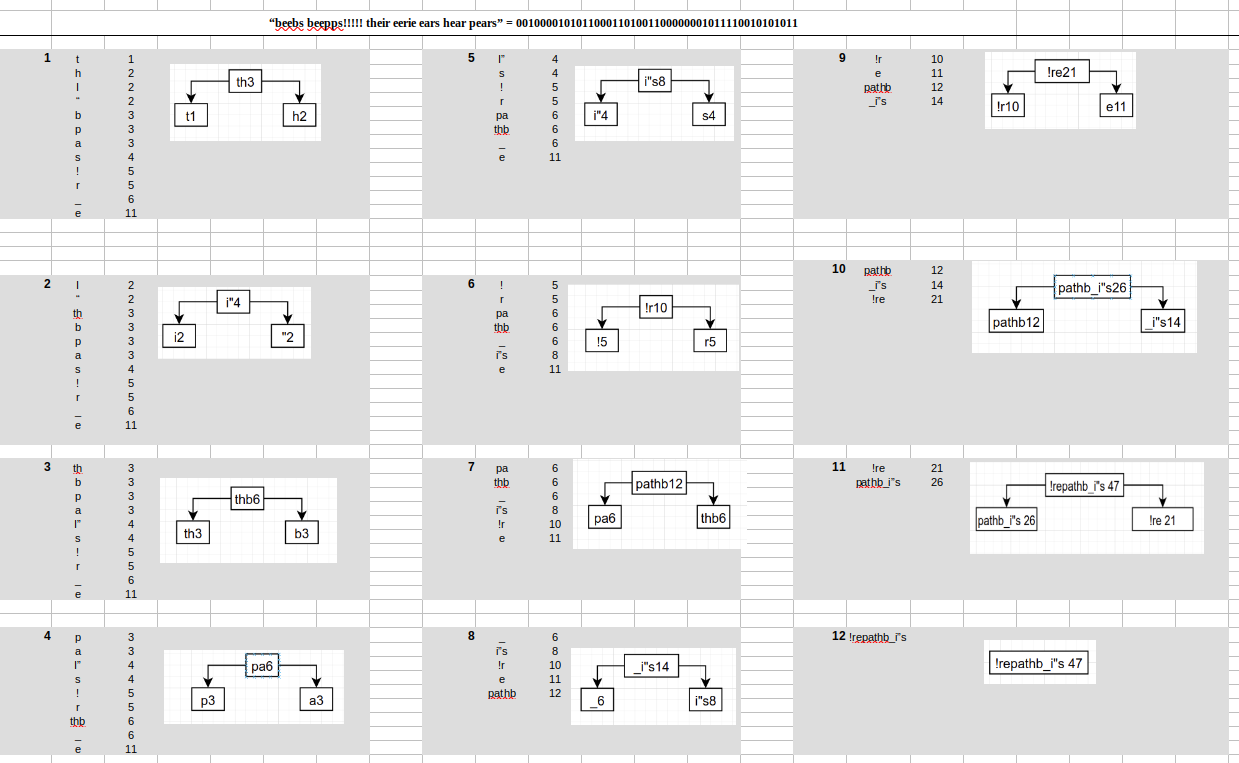 “beebs beepps!!!!! their eerie ears hear pears” = 001000010101100011010011000000010111110010101011
1
t 1
h 2
I 2
“ 2
b 3
p 3
a 3
s 4
! 5
r 5
_ 6
e 11
th3
t1 h2
2
I 2
“ 2
th 3
b 3
p 3
a 3
s 4
! 5
r 5
_ 6
e 11
i"4
i2 "2
3
th 3
b 3
p 3
a 3
I” 4
s 4
! 5
r 5
_ 6
e 11
thb6
th3 b3
4
p 3
a 3
I” 4
s 4
! 5
r 5
thb 6
_ 6
e 11
pa6
p3 a3
5
I” 4
s 4
! 5
r 5
pa 6
thb 6
_ 6
e 11
i"s8
i"4 s4
6
! 5
r 5
pa 6
thb 6
_ 6
i”s 8
e 11
!r10
!5 r5
7
pa 6
thb 6
_ 6
i”s 8
!r 10
e 11
pathb12
pa6 thb6
8
_ 6
i”s 8
!r 10
e 11
pathb 12
_i"s14
_6 i"s8
9
!r 10
e 11
pathb 12
_i”s 14
!re21
!r10 e11
10
pathb 12
_i”s 14
!re 21
pathb_i"s26
pathb12 _i"s14
11
!re 21
pathb_i”s 26
!repathb_i"s 47
pathb_i"s 26 !re 21
12 !repathb_i”s
!repathb_i"s 47